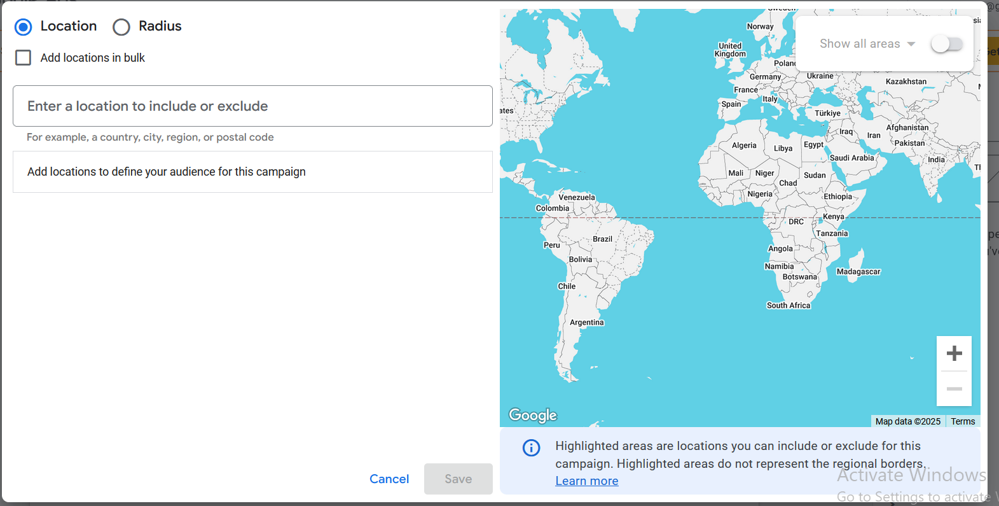 Location
Radius
Add locations in bulk
Enter a location to include or exclude
For example, a country, city, region, or postal code
Add locations to define your audience for this campaign
Cancel
Save
Show all areas
Sweden
Norway
United
Kingdom
Poland
Germany
Ukraine
Kazakhstan
France
Italy
Spain
Türkiye
ates
Iraq
Iran
Afghanistan
Pakistan
Algeria
Libya
Egypt
Saudi Arabia
India
Mali
Niger
Sudan
Chad
Nigeria
Ethiopia
Venezuela
Colombia
Kenya
DRC
Tanzania
Brazil
Peru
Angola
Bolivia
Namibia
Botswana
Madagascar
Chile
South Africa
Argentina
Google
Map data ©2025
Terms
Highlighted areas are locations you can include or exclude for this
campaign. Highlighted areas do not represent the regional borders.
Learn more
Activate Windows
Go to Settings to activate W